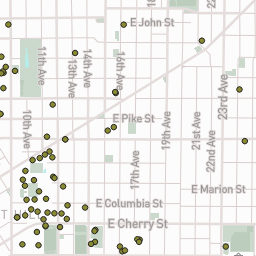 E John St
11th Ave
13th Ave
14th Ave
16th Ave
10th Ave
E Pike St
19th Ave
21st Ave
22nd Ave
23rd Ave
17th Ave
E Marion St
E Columbia St
E Cherry St